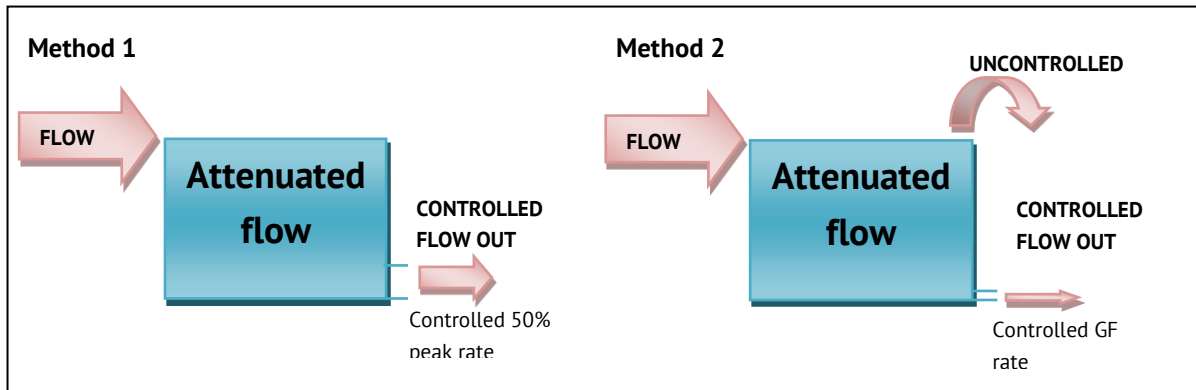 Method 1
FLOW
Attenuated
flow
CONTROLLED
FLOW OUT
Controlled 50%
peak rate
Method 2
UNCONTROLLED
FLOW
Attenuated
flow
CONTROLLED
FLOW OUT
Controlled GF
rate